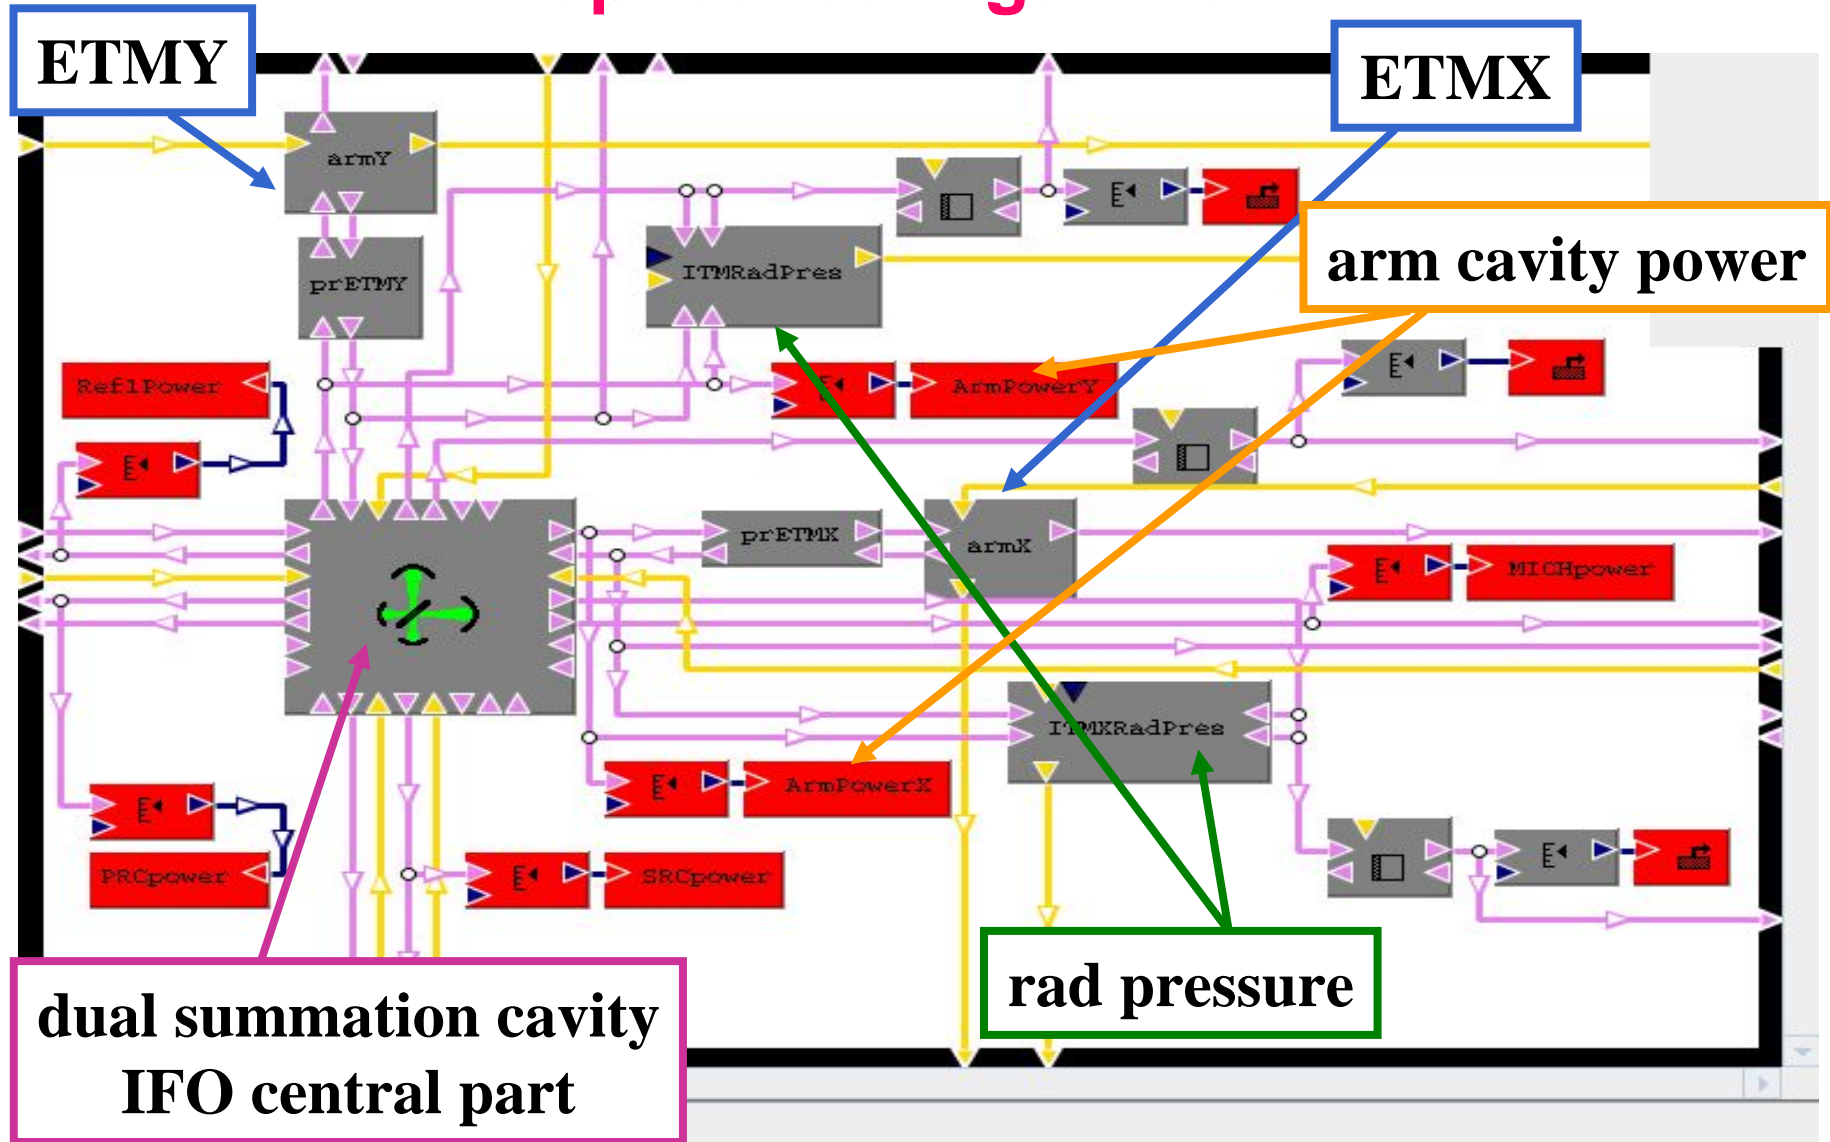 ETMY
ETMX
armY
ITMRadPres
arm cavity power
prETMY
ReflPower
ArmPowerY
prETMX
armX
MICHpower
ITMXRadPres
ArmPowerX
PRCpower
SRCpower
rad pressure
dual summation cavity
IFO central part